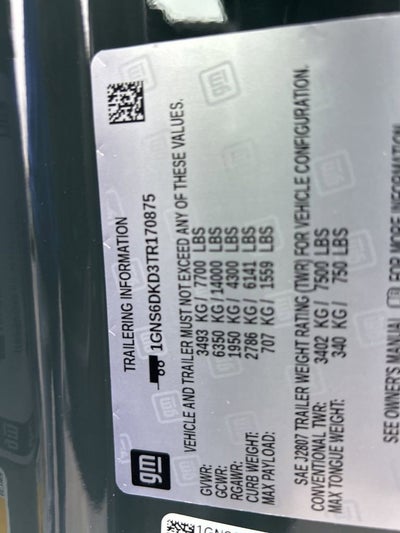 gm
TRAILERING INFORMATION
1GNS6DKD3TR170875
VEHICLE AND TRAILER MUST NOT EXCEED ANY OF THESE VALUES.
GVWR: 3493 KG / 7700 LBS
GCWR: 6350 KG / 14000 LBS
RGAWR: 1950 KG / 4300 LBS
CURB WEIGHT: 2786 KG / 6141 LBS
MAX PAYLOAD: 707 KG / 1559 LBS
SAE J2807 TRAILER WEIGHT RATING (TWR) FOR VEHICLE CONFIGURATION.
CONVENTIONAL TWR: 3402 KG / 7500 LBS
MAX TONGUE WEIGHT: 340 KG / 750 LBS
SEE OWNER'S MANUAL FOR MORE INFORMATION